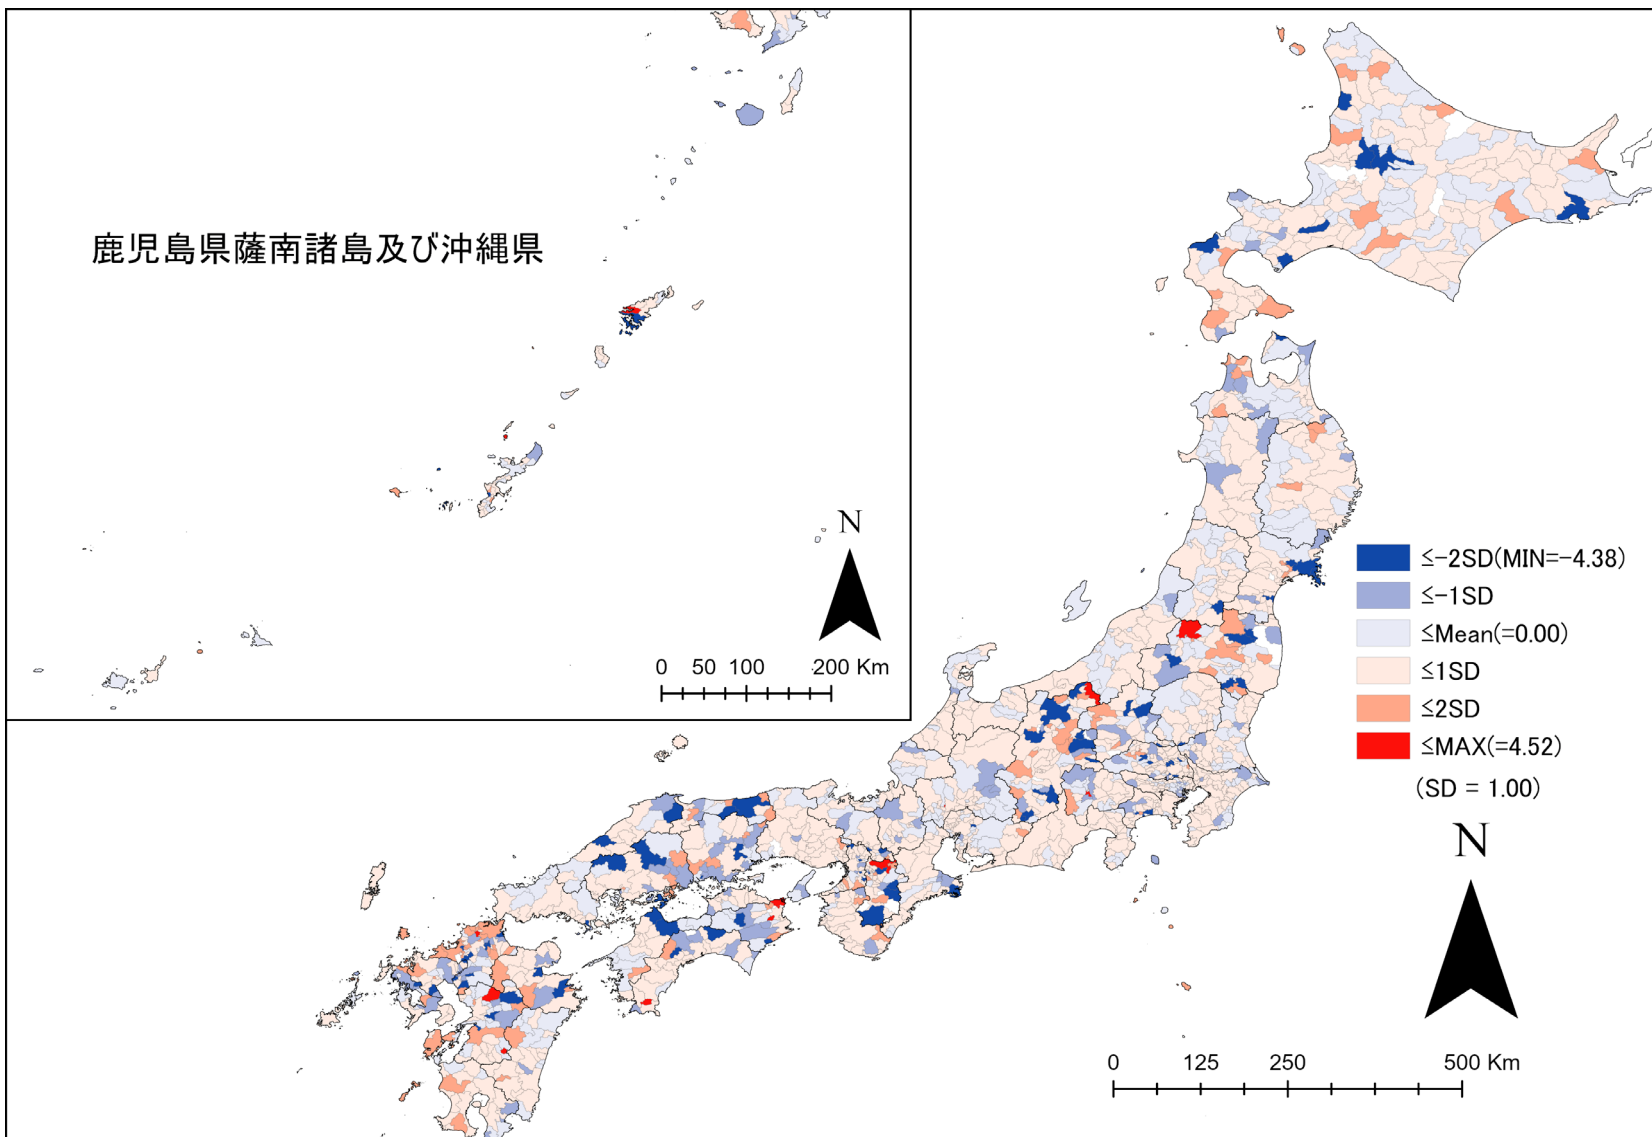 鹿児島県薩南諸島及び沖縄県
N
0 50 100 200 Km
≤-2SD(MIN=-4.38)
≤-1SD
≤Mean(=0.00)
≤1SD
≤2SD
≤MAX(=4.52)
(SD = 1.00)
N
0 125 250 500 Km